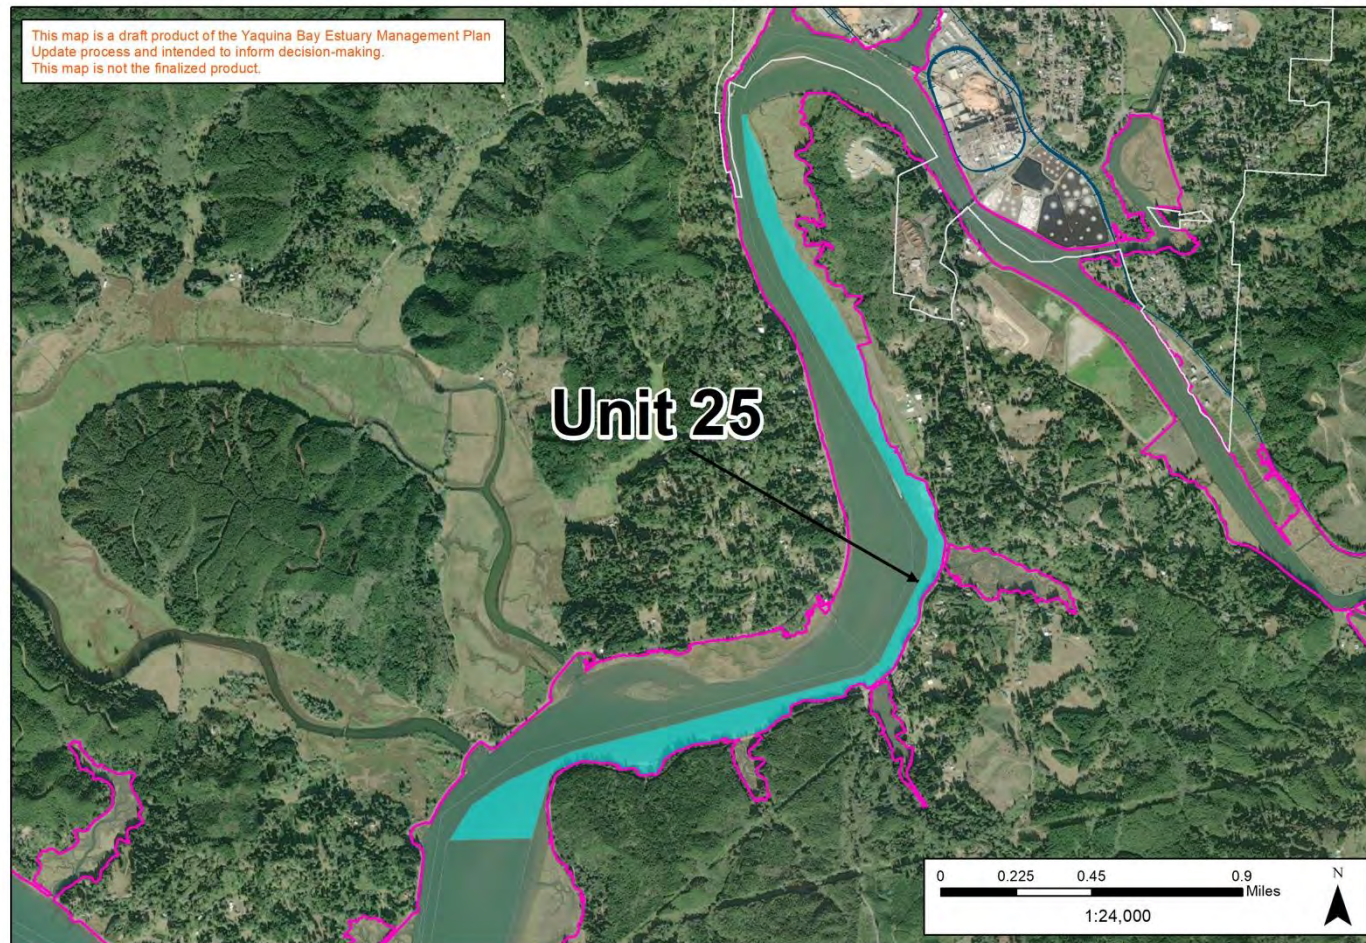 This map is a draft product of the Yaquina Bay Estuary Management Plan
Update process and intended to inform decision-making.
This map is not the finalized product.
Unit 25
0 0.225 0.45 0.9
Miles
1:24,000
N